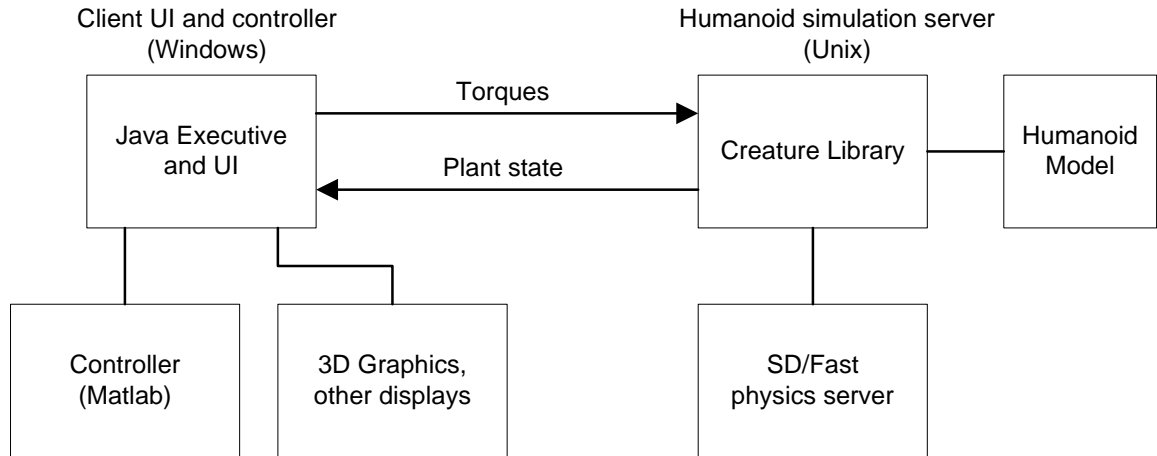 Client UI and controller
(Windows)
Humanoid simulation server
(Unix)
Java Executive
and UI
Torques
Plant state
Creature Library
Humanoid
Model
Controller
(Matlab)
3D Graphics,
other displays
SD/Fast
physics server